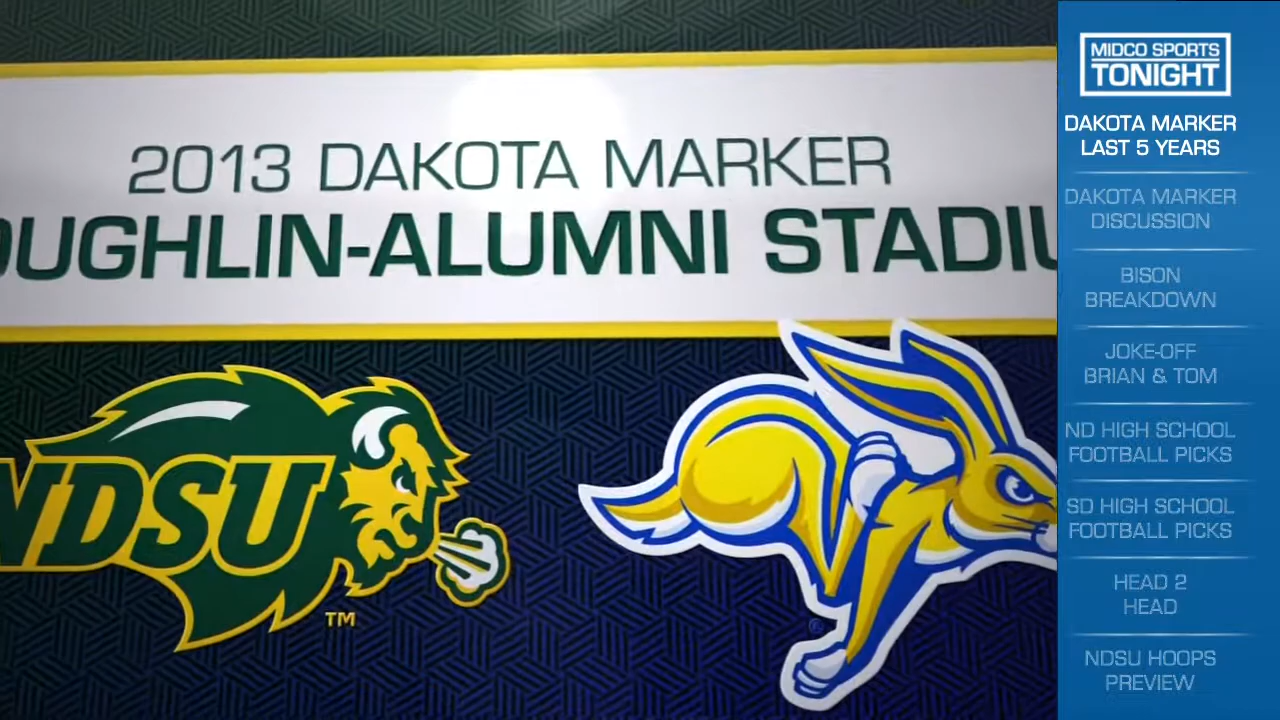 2013 DAKOTA MARKER
OUGHLIN-ALUMNI STADIU
NDSU
TM
®
MIDCO SPORTS
TONIGHT
DAKOTA MARKER
LAST 5 YEARS
DAKOTA MARKER
DISCUSSION
BISON
BREAKDOWN
JOKE-OFF
BRIAN & TOM
ND HIGH SCHOOL
FOOTBALL PICKS
SD HIGH SCHOOL
FOOTBALL PICKS
HEAD 2
HEAD
NDSU HOOPS
PREVIEW